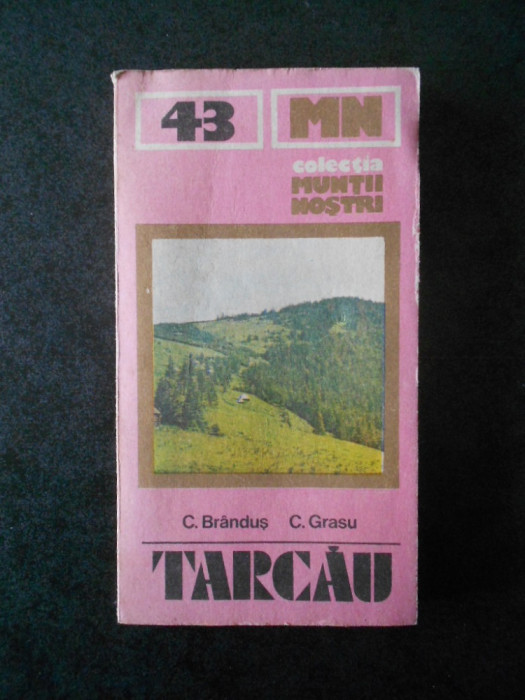 43 MN
colecția
MUNȚII
NOȘTRI
C. Brânduș C. Grasu
TARCĂU